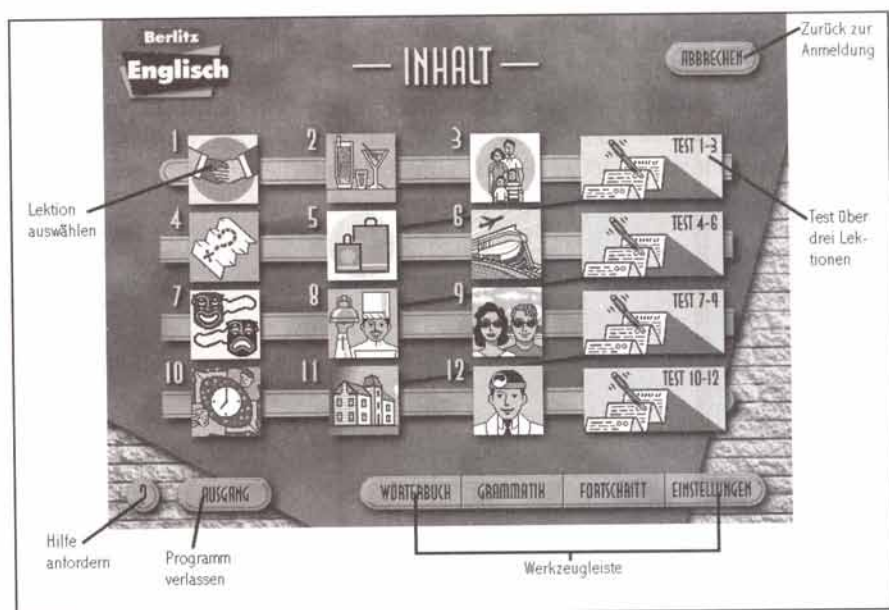 Berlitz
Englisch
INHALT
ABBRECHEN
Zurück zur
Anmeldung
1
2
3
TEST 1-3
Lektion
auswählen
4
5
6
TEST 4-6
Test über
drei Lek-
tionen
7
8
9
TEST 7-9
10
11
12
TEST 10-12
?
AUSGANG
WÖRTERBUCH
GRAMMATIK
FORTSCHRITT
EINSTELLUNGEN
Hilfe
anfordern
Programm
verlassen
Werkzeugleiste